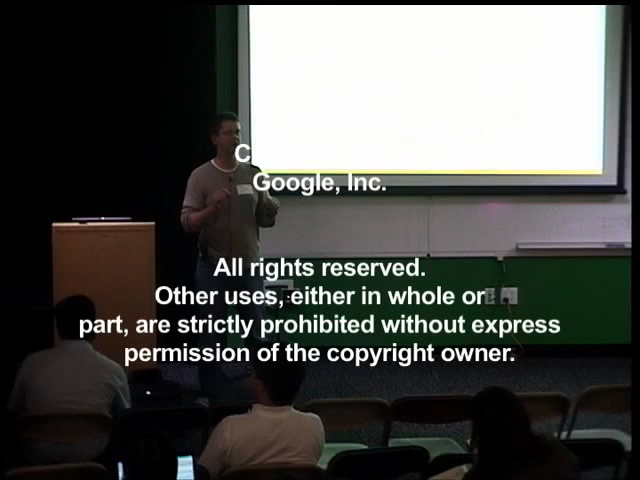 C
Google, Inc.
All rights reserved.
Other uses, either in whole or
part, are strictly prohibited without express
permission of the copyright owner.